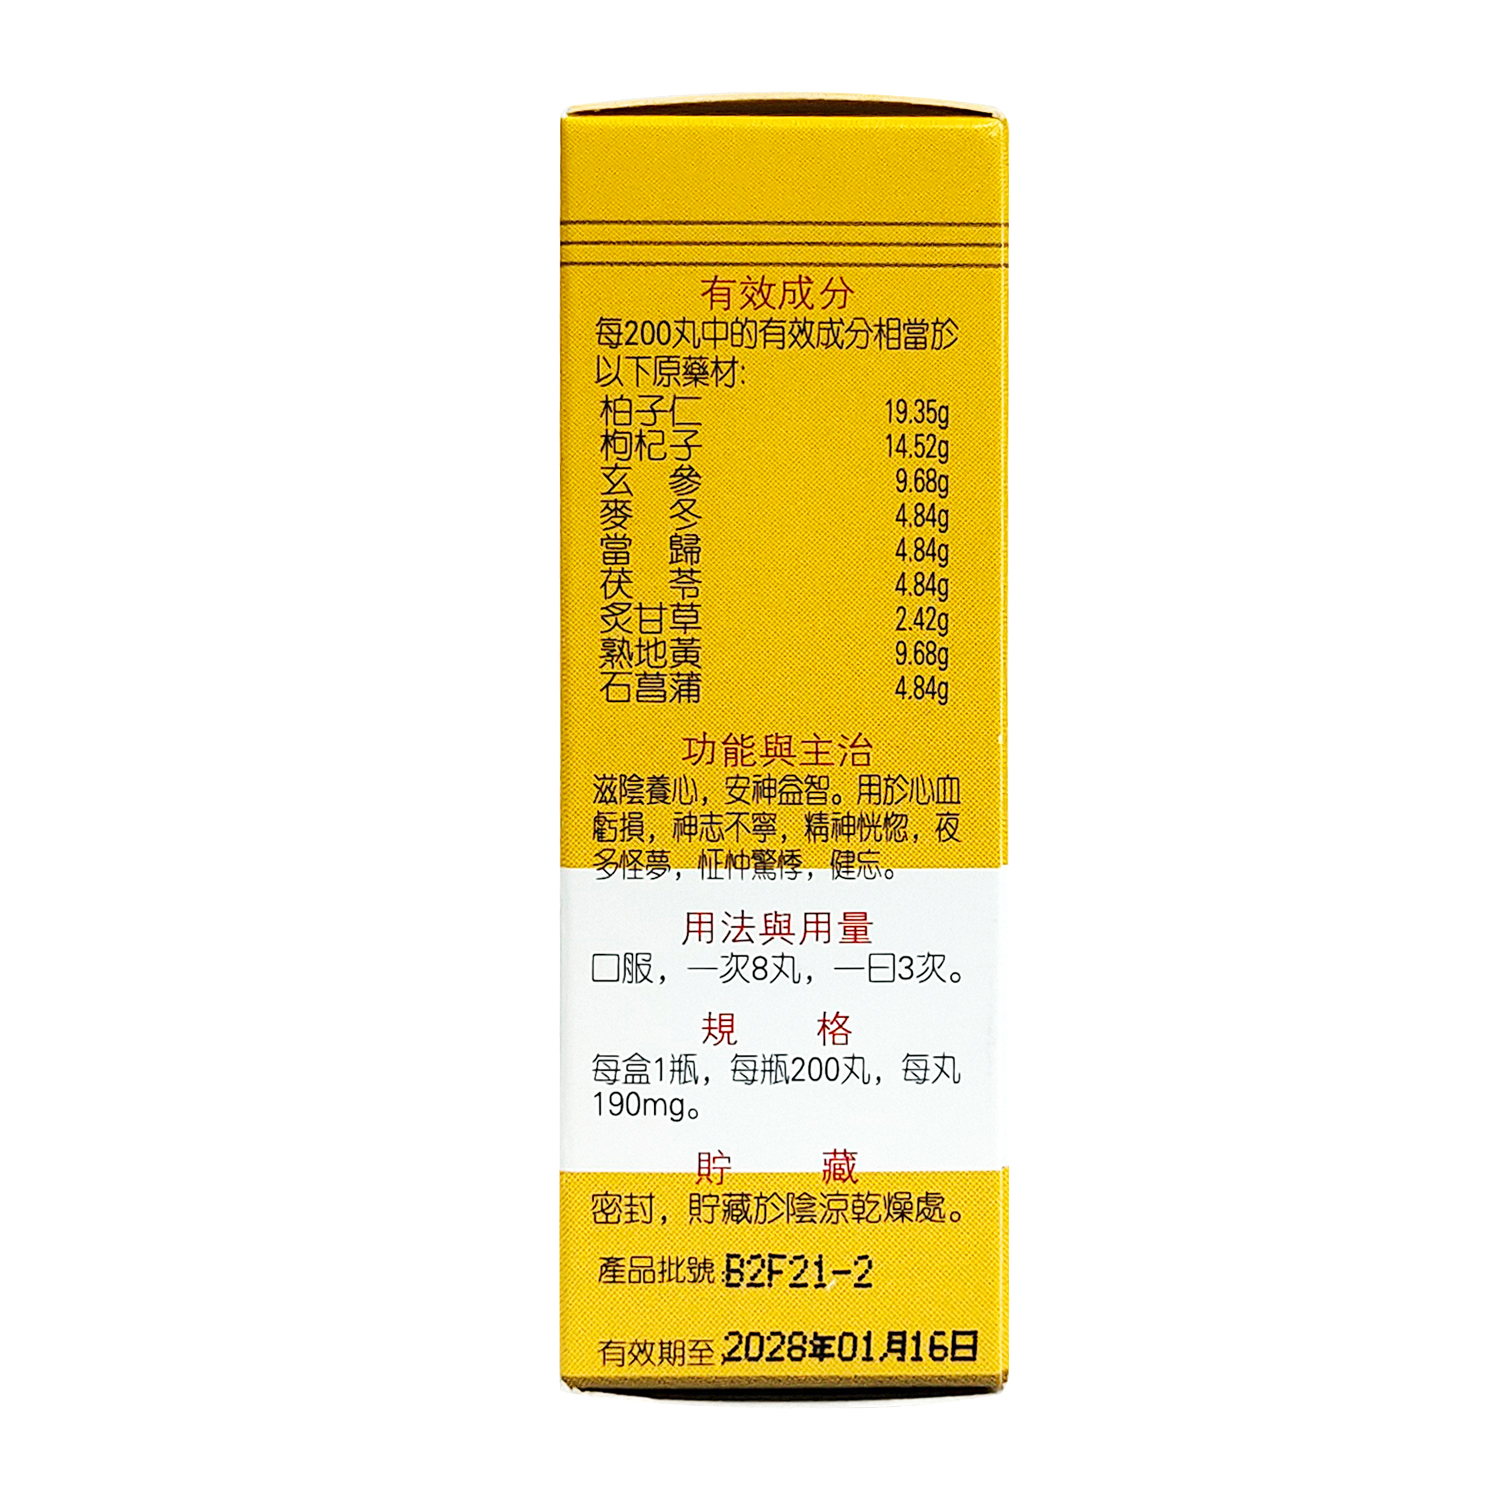 有效成分
每200丸中的有效成分相當於
以下原藥材:
柏子仁 19.35g
枸杞子 14.52g
玄參 9.68g
麥冬 4.84g
當歸 4.84g
茯苓 4.84g
炙甘草 2.42g
熟地黃 9.68g
石菖蒲 4.84g
功能與主治
滋陰養心，安神益智。用於心血
虧損，神志不寧，精神恍惚，夜
多怪夢，怔忡驚悸，健忘。
用法與用量
口服，一次8丸，一日3次。
規格
每盒1瓶，每瓶200丸，每丸
190mg。
貯藏
密封，貯藏於陰涼乾燥處。
產品批號:B2F21-2
有效期至:2028年01月16日